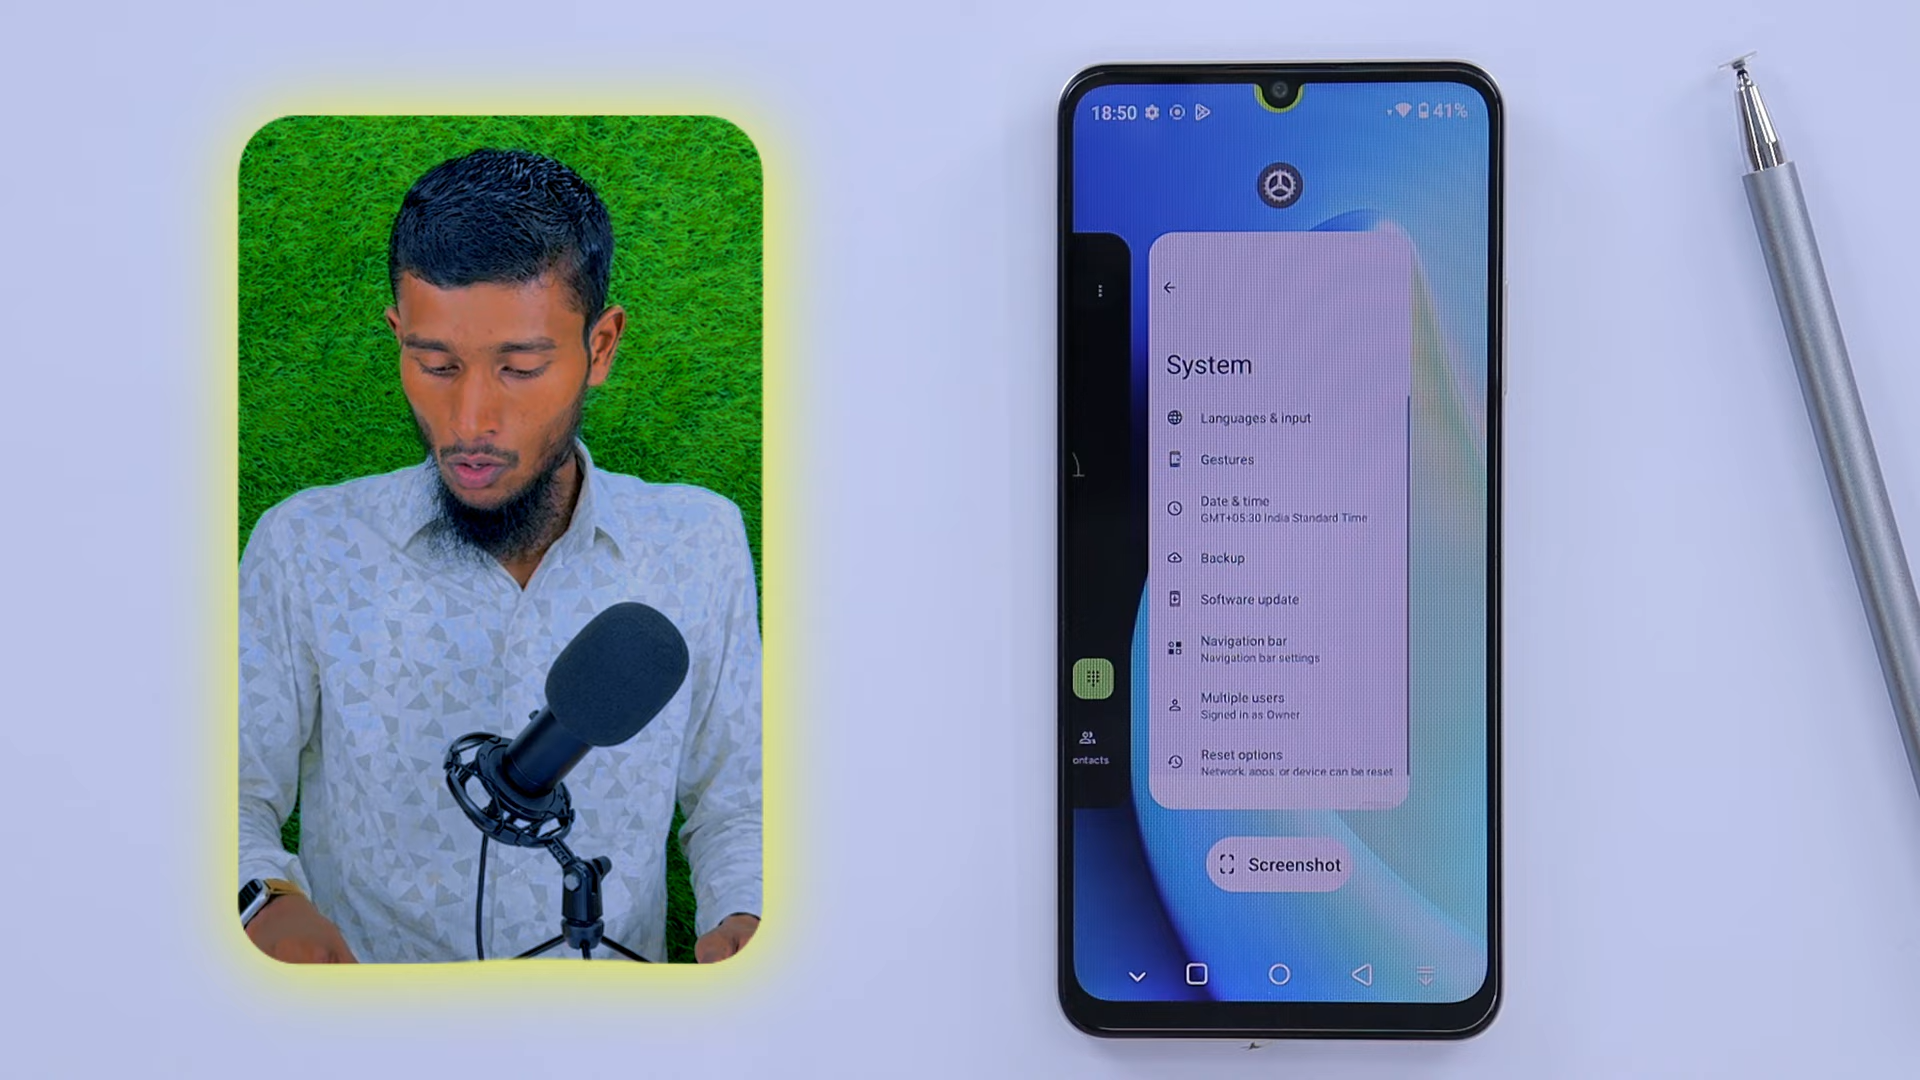 18:50
41%
System
Languages & input
Gestures
Date & time
GMT+05:30 India Standard Time
Backup
Software update
Navigation bar
Navigation bar settings
Multiple users
Signed in as Owner
Reset options
Network, apps, or device can be reset
ontacts
Screenshot